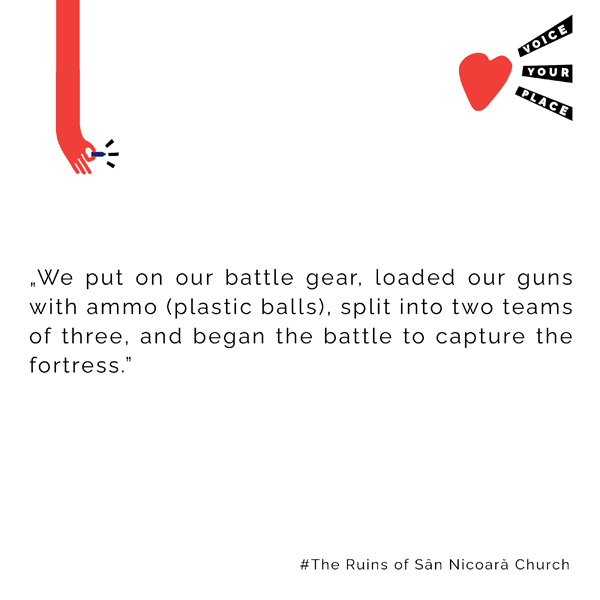 VOICE
YOUR
PLACE
„We put on our battle gear, loaded our guns
with ammo (plastic balls), split into two teams
of three, and began the battle to capture the
fortress.”
#The Ruins of Sân Nicoară Church